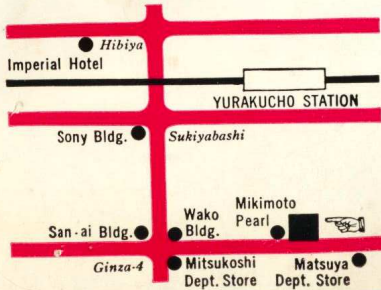 Hibiya
Imperial Hotel
YURAKUCHO STATION
Sony Bldg.
Sukiyabashi
San-ai Bldg.
Wako
Bldg.
Mikimoto
Pearl
Ginza-4
Mitsukoshi
Dept. Store
Matsuya
Dept. Store